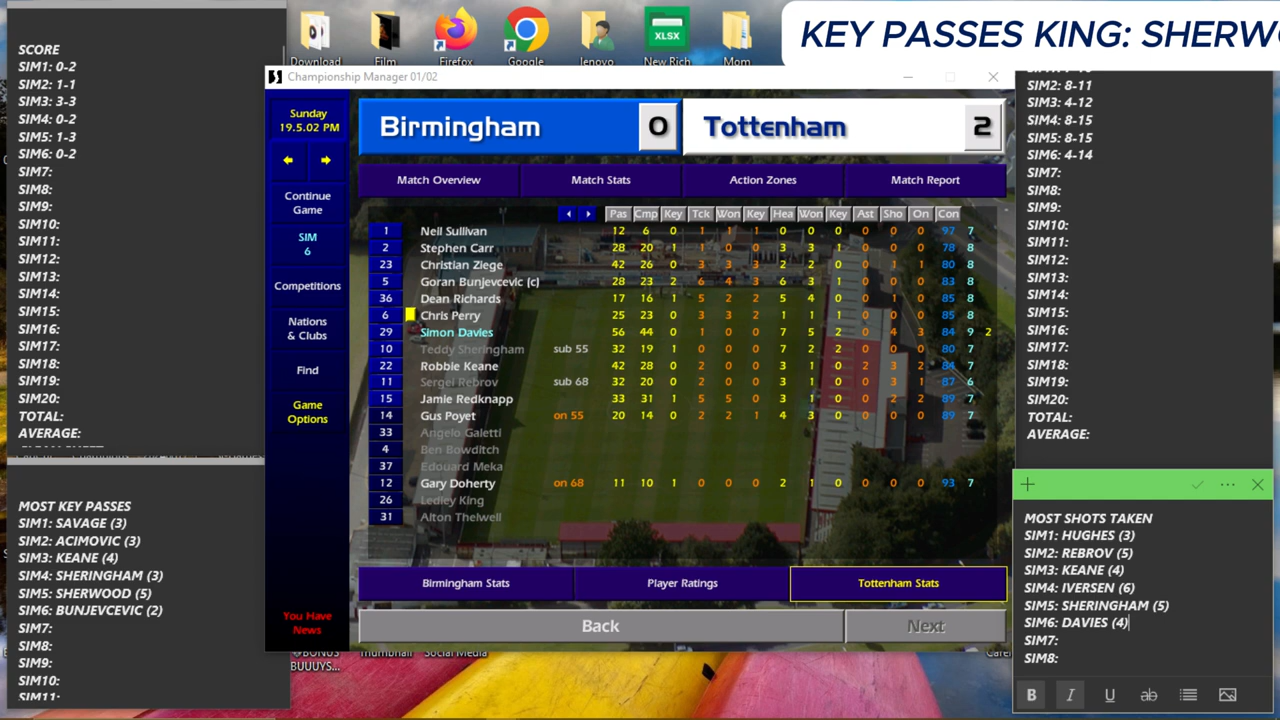 KEY PASSES KING: SHERW
Download Film Firefox Google lenovo New Rich Mom
XLSX
SCORE
SIM1: 0-2
SIM2: 1-1
SIM3: 3-3
SIM4: 0-2
SIM5: 1-3
SIM6: 0-2
SIM7:
SIM8:
SIM9:
SIM10:
SIM11:
SIM12:
SIM13:
SIM14:
SIM15:
SIM16:
SIM17:
SIM18:
SIM19:
SIM20:
TOTAL:
AVERAGE:
MOST KEY PASSES
SIM1: SAVAGE (3)
SIM2: ACIMOVIC (3)
SIM3: KEANE (4)
SIM4: SHERINGHAM (3)
SIM5: SHERWOOD (5)
SIM6: BUNJEVCEVIC (2)
SIM7:
SIM8:
SIM9:
SIM10:
SIM11:
Championship Manager 01/02
Sunday
19.5.02 PM
Continue
Game
SIM
6
Competitions
Nations
& Clubs
Find
Game
Options
You Have
News
Birmingham 0 Tottenham 2
Match Overview Match Stats Action Zones Match Report
Pas Cmp Key Tck Won Key Hea Won Key Ast Sho On Con
1 Neil Sullivan 12 6 0 1 1 1 0 0 0 0 0 0 97 7
2 Stephen Carr 28 20 1 1 0 0 3 3 1 0 0 0 78 8
23 Christian Ziege 42 26 0 3 3 3 2 2 0 0 1 1 80 8
5 Goran Bunjevcevic (c) 28 23 2 6 4 3 6 3 1 0 0 0 83 8
36 Dean Richards 17 16 1 5 2 2 5 4 0 0 1 0 85 8
6 Chris Perry 25 23 0 3 3 2 1 1 1 0 0 0 85 8
29 Simon Davies 56 44 0 1 0 0 7 5 2 0 4 3 84 9 2
10 Teddy Sheringham sub 55 32 19 1 0 0 0 7 2 2 0 0 0 80 7
22 Robbie Keane 42 28 0 2 0 0 3 1 0 2 3 2 84 7
11 Sergei Rebrov sub 68 32 20 0 2 0 0 3 1 0 0 3 1 87 6
15 Jamie Redknapp 33 31 1 5 5 0 3 1 0 0 2 2 89 7
14 Gus Poyet on 55 20 14 0 2 2 1 4 3 0 0 0 0 89 7
33 Angelo Galetti
4 Ben Bowditch
37 Edouard Meka
12 Gary Doherty on 68 11 10 1 0 0 0 2 1 0 0 0 0 93 7
26 Ledley King
31 Alton Thelwell
Birmingham Stats Player Ratings Tottenham Stats
Back Next
BONUS
BUUUYS...
Thumbnail Social Media
SIM2: 8-11
SIM3: 4-12
SIM4: 8-15
SIM5: 8-15
SIM6: 4-14
SIM7:
SIM8:
SIM9:
SIM10:
SIM11:
SIM12:
SIM13:
SIM14:
SIM15:
SIM16:
SIM17:
SIM18:
SIM19:
SIM20:
TOTAL:
AVERAGE:
MOST SHOTS TAKEN
SIM1: HUGHES (3)
SIM2: REBROV (5)
SIM3: KEANE (4)
SIM4: IVERSEN (6)
SIM5: SHERINGHAM (5)
SIM6: DAVIES (4)
SIM7:
SIM8:
B I U ab